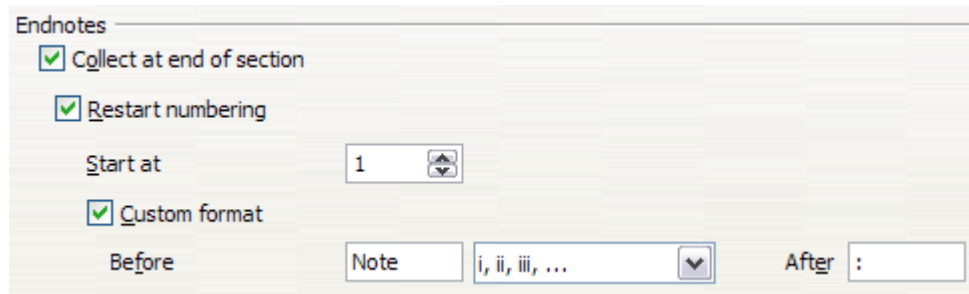 Endnotes
Collect at end of section
Restart numbering
Start at 1
Custom format
Before Note i, ii, iii, ... After :